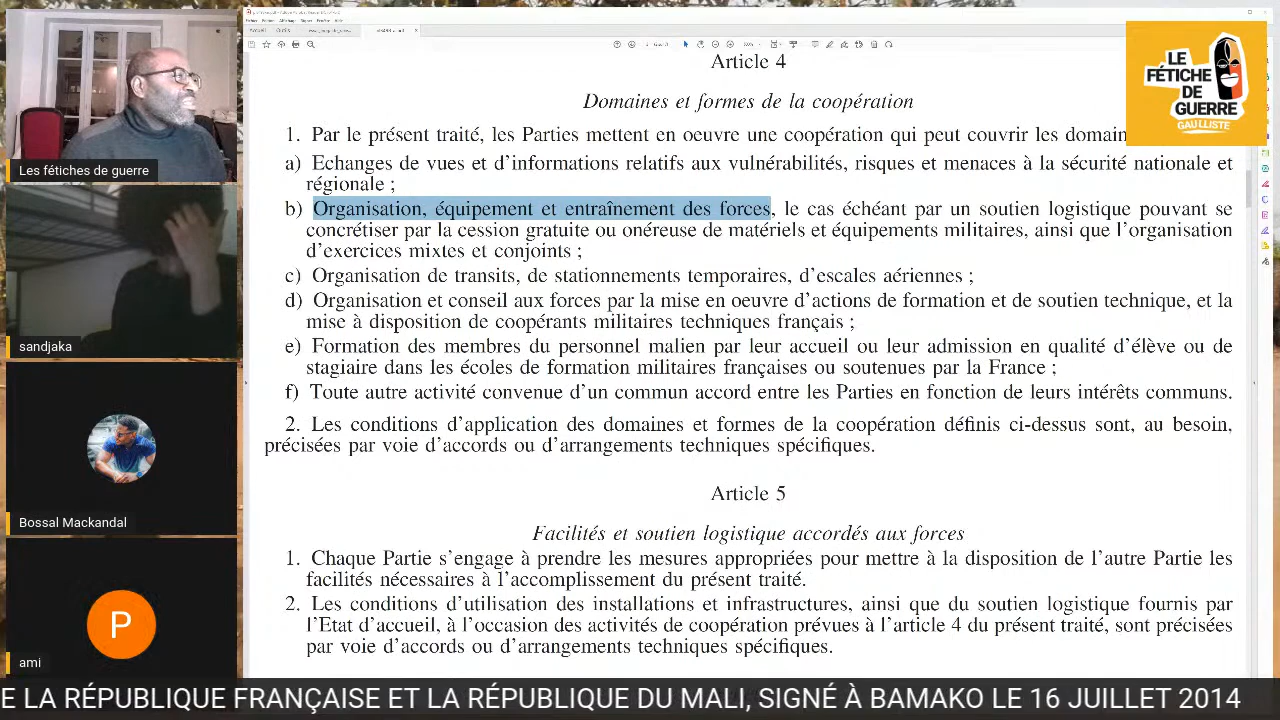 Article 4
Domaines et formes de la coopération
1. Par le présent traité, les Parties mettent en oeuvre une coopération qui peut couvrir les domain
a) Echanges de vues et d'informations relatifs aux vulnérabilités, risques et menaces à la sécurité nationale et
régionale ;
b) Organisation, équipement et entraînement des forces, le cas échéant par un soutien logistique pouvant se
concrétiser par la cession gratuite ou onéreuse de matériels et équipements militaires, ainsi que l'organisation
d'exercices mixtes et conjoints ;
c) Organisation de transits, de stationnements temporaires, d'escales aériennes ;
d) Organisation et conseil aux forces par la mise en oeuvre d'actions de formation et de soutien technique, et la
mise à disposition de coopérants militaires techniques français ;
e) Formation des membres du personnel malien par leur accueil ou leur admission en qualité d'élève ou de
stagiaire dans les écoles de formation militaires françaises ou soutenues par la France ;
f) Toute autre activité convenue d'un commun accord entre les Parties en fonction de leurs intérêts communs.
2. Les conditions d'application des domaines et formes de la coopération définis ci-dessus sont, au besoin,
précisées par voie d'accords ou d'arrangements techniques spécifiques.
Article 5
Facilités et soutien logistique accordés aux forces
1. Chaque Partie s'engage à prendre les mesures appropriées pour mettre à la disposition de l'autre Partie les
facilités nécessaires à l'accomplissement du présent traité.
2. Les conditions d'utilisation des installations et infrastructures, ainsi que du soutien logistique fournis par
l'Etat d'accueil, à l'occasion des activités de coopération prévues à l'article 4 du présent traité, sont précisées
par voie d'accords ou d'arrangements techniques spécifiques.
LE
FÉTICHE
DE
GUERRE
GAULLISTE
Les fétiches de guerre
sandjaka
Bossal Mackandal
P
ami
E LA RÉPUBLIQUE FRANÇAISE ET LA RÉPUBLIQUE DU MALI, SIGNÉ À BAMAKO LE 16 JUILLET 2014